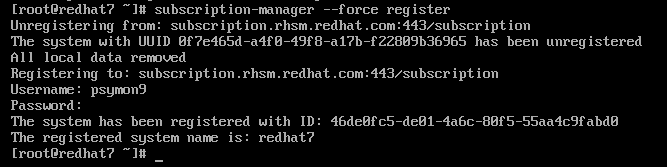 [root@redhat7 ~]# subscription-manager --force register
Unregistering from: subscription.rhsm.redhat.com:443/subscription
The system with UUID 0f7e465d-a4f0-49f8-a17b-f22809b36965 has been unregistered
All local data removed
Registering to: subscription.rhsm.redhat.com:443/subscription
Username: psymon9
Password:
The system has been registered with ID: 46de0fc5-de01-4a6c-80f5-55aa4c9fabd0
The registered system name is: redhat7
[root@redhat7 ~]# _